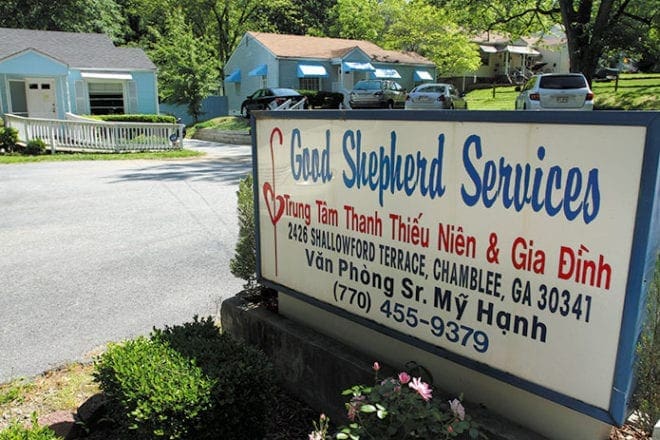 Good Shepherd Services
Trung Tâm Thanh Thiếu Niên & Gia Đình
2426 SHALLOWFORD TERRACE, CHAMBLEE, GA 30341
Văn Phòng Sr. Mỹ Hạnh
(770) 455-9379